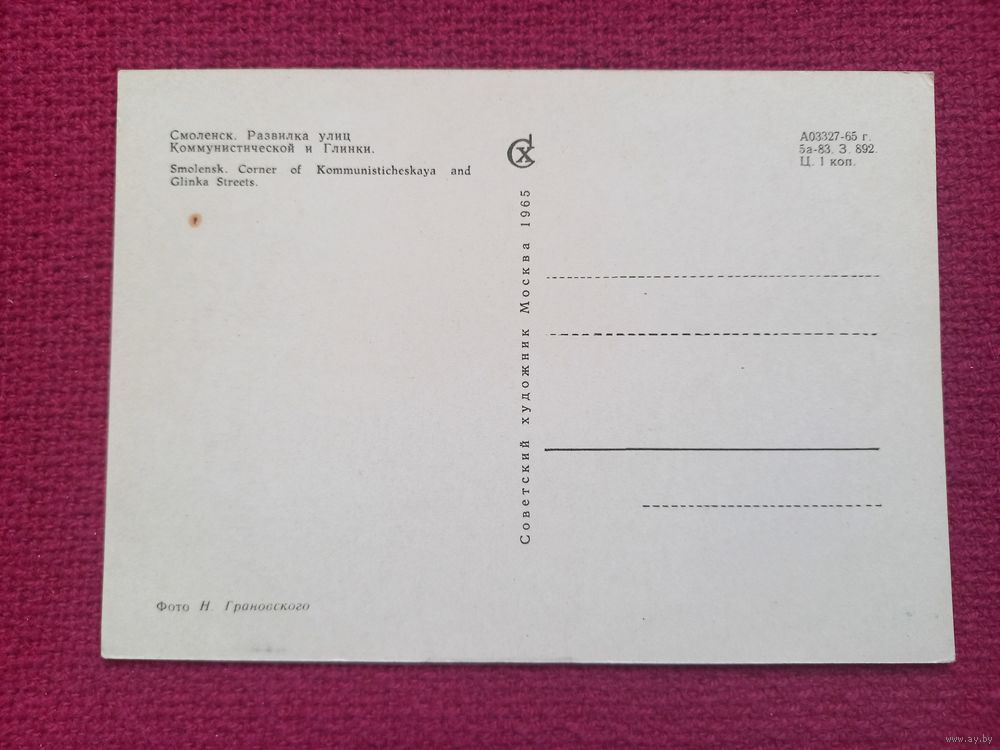 Смоленск. Развилка улиц
Коммунистической и Глинки.
Smolensk. Corner of Kommunisticheskaya and
Glinka Streets.
Фото Н. Грановского
Советский художник Москва 1965
А03327-65 г.
5а-83. З. 892.
Ц. 1 коп.
www.ay.by